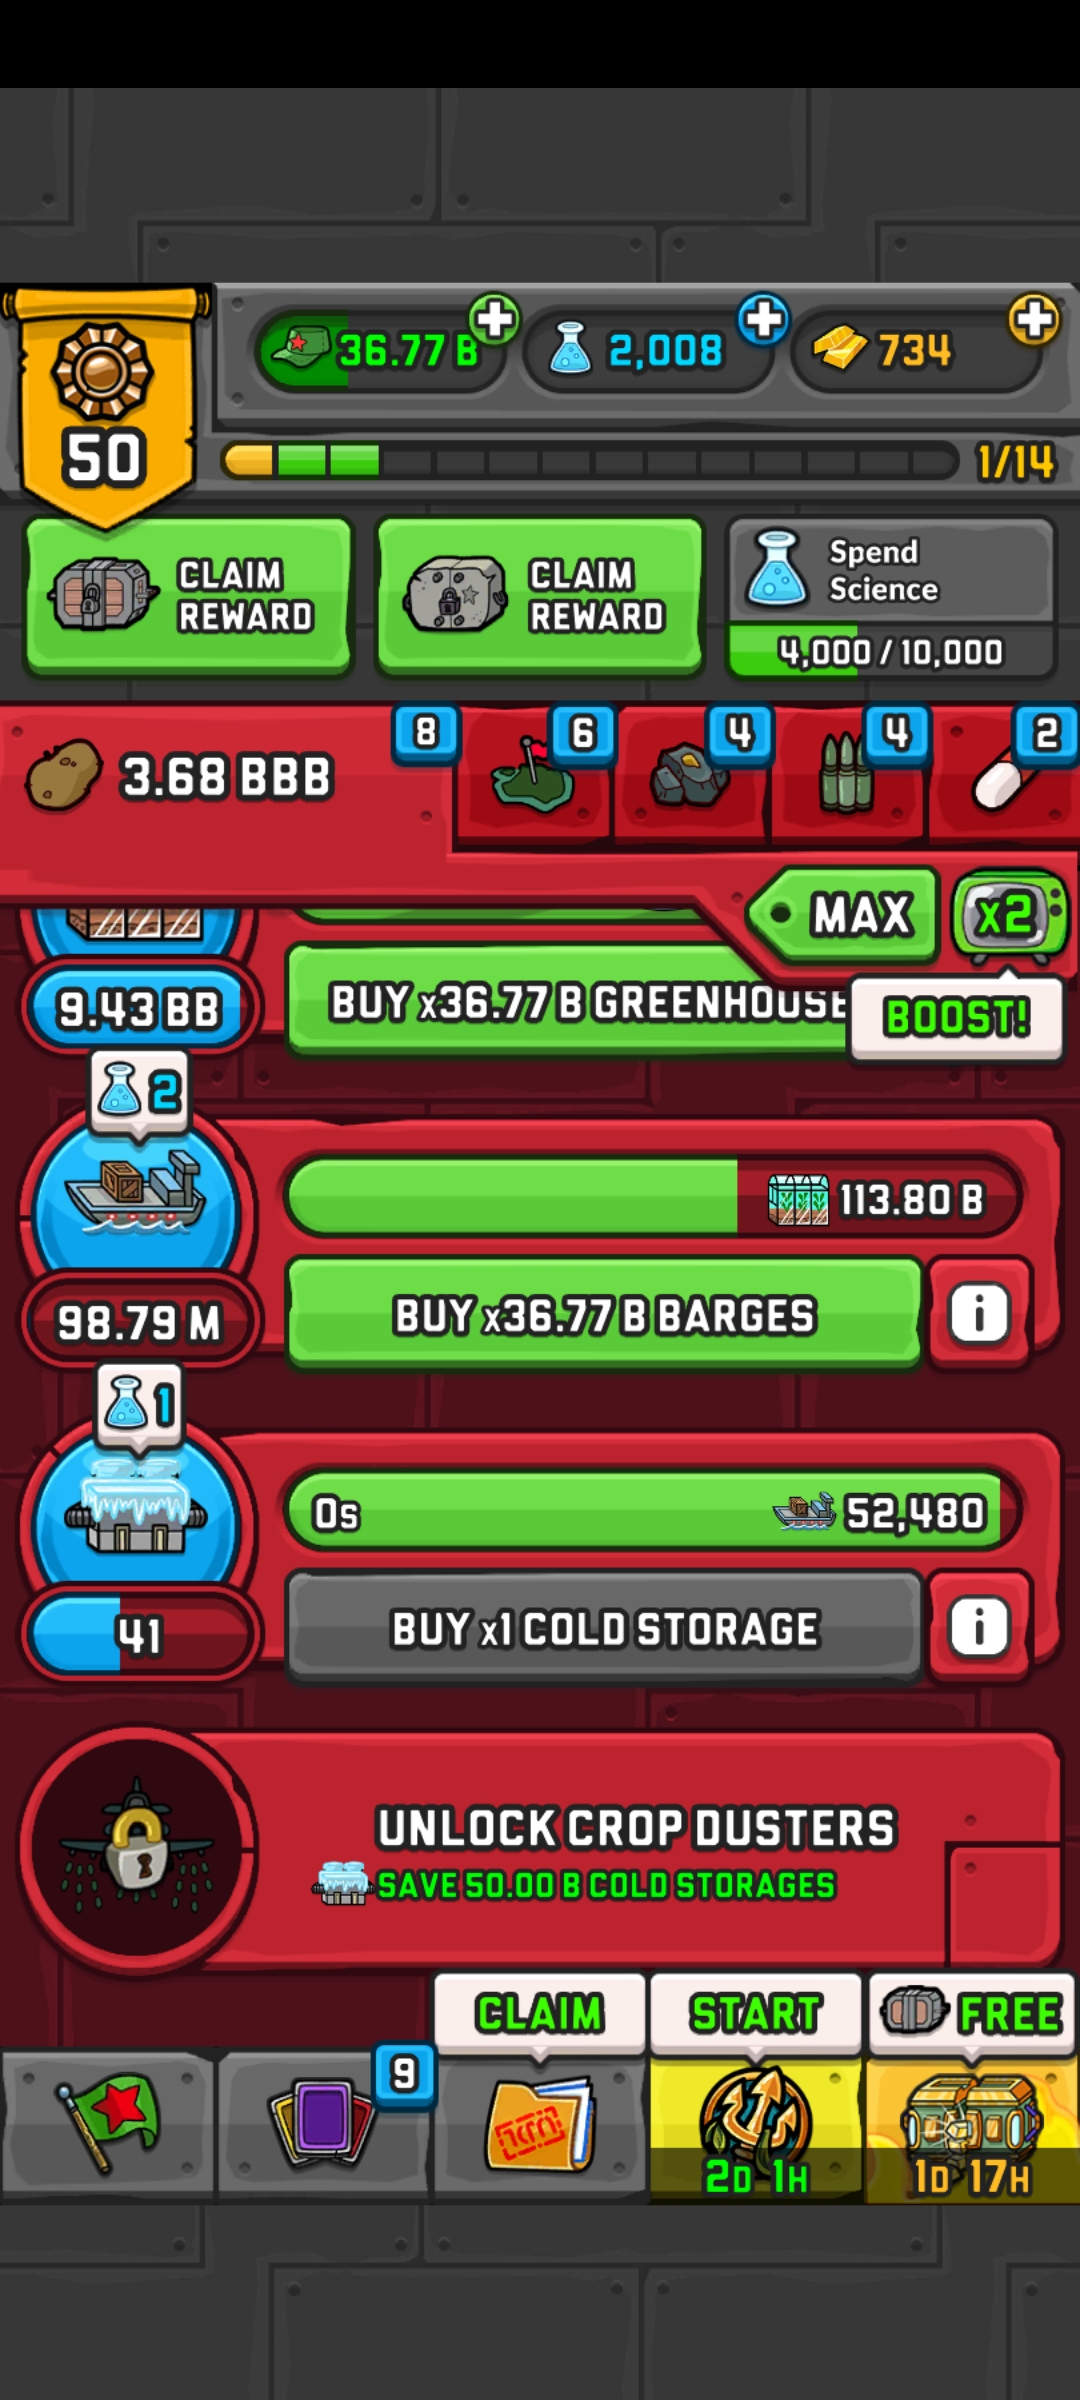 36.77 B
2,008
734
50
1/14
CLAIM
REWARD
CLAIM
REWARD
Spend
Science
4,000 / 10,000
3.68 BBB
8
6
4
4
2
MAX
x2
BOOST!
9.43 BB
BUY x36.77 B GREENHOUSE
2
113.80 B
98.79 M
BUY x36.77 B BARGES
i
1
0s
52,480
41
BUY x1 COLD STORAGE
i
UNLOCK CROP DUSTERS
SAVE 50.00 B COLD STORAGES
CLAIM
START
FREE
9
2D 1H
1D 17H